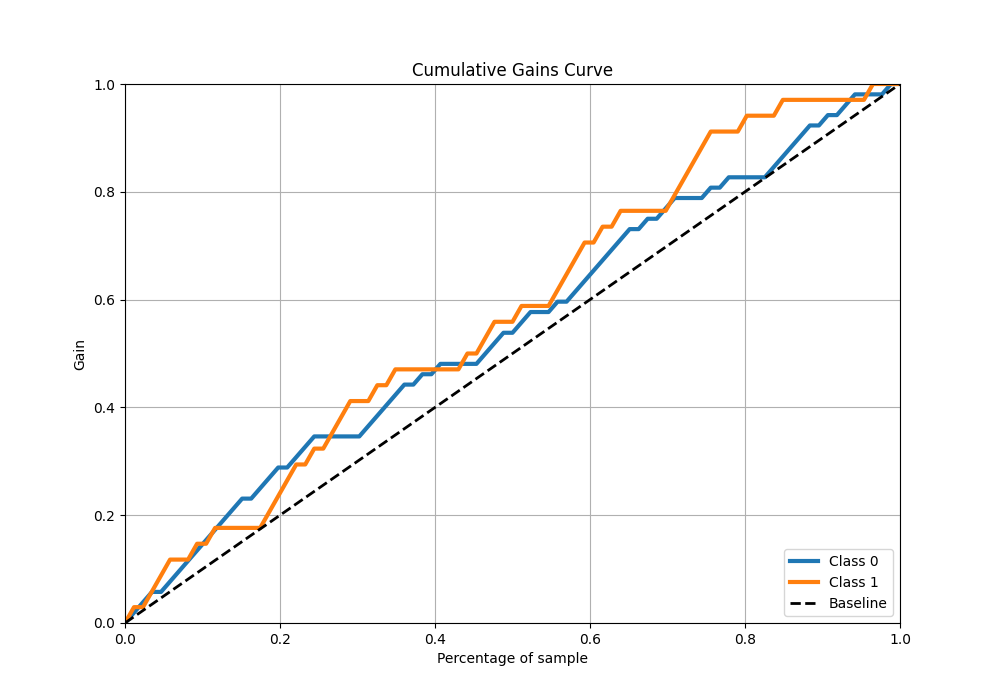 Cumulative Gains Curve
1.0
0.8
0.6
0.4
0.2
0.0
Gain
0.0 0.2 0.4 0.6 0.8 1.0
Percentage of sample
Class 0
Class 1
Baseline